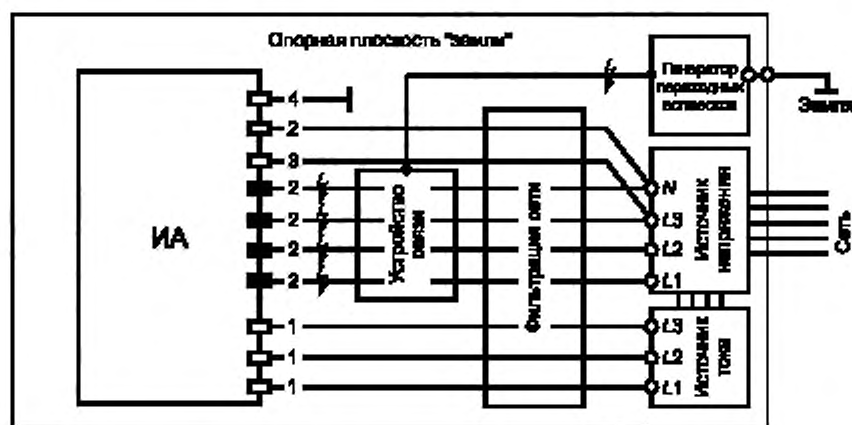 Опорная плоскость "земли"
Генератор
переходных
всплесков
Земля
4
2
3
2
2
2
2
1
1
1
ИА
Устройство
связи
Фильтрация сети
N
L3
L2
L1
Источник
напряжения
Сеть
L3
L2
L1
Источник
тока